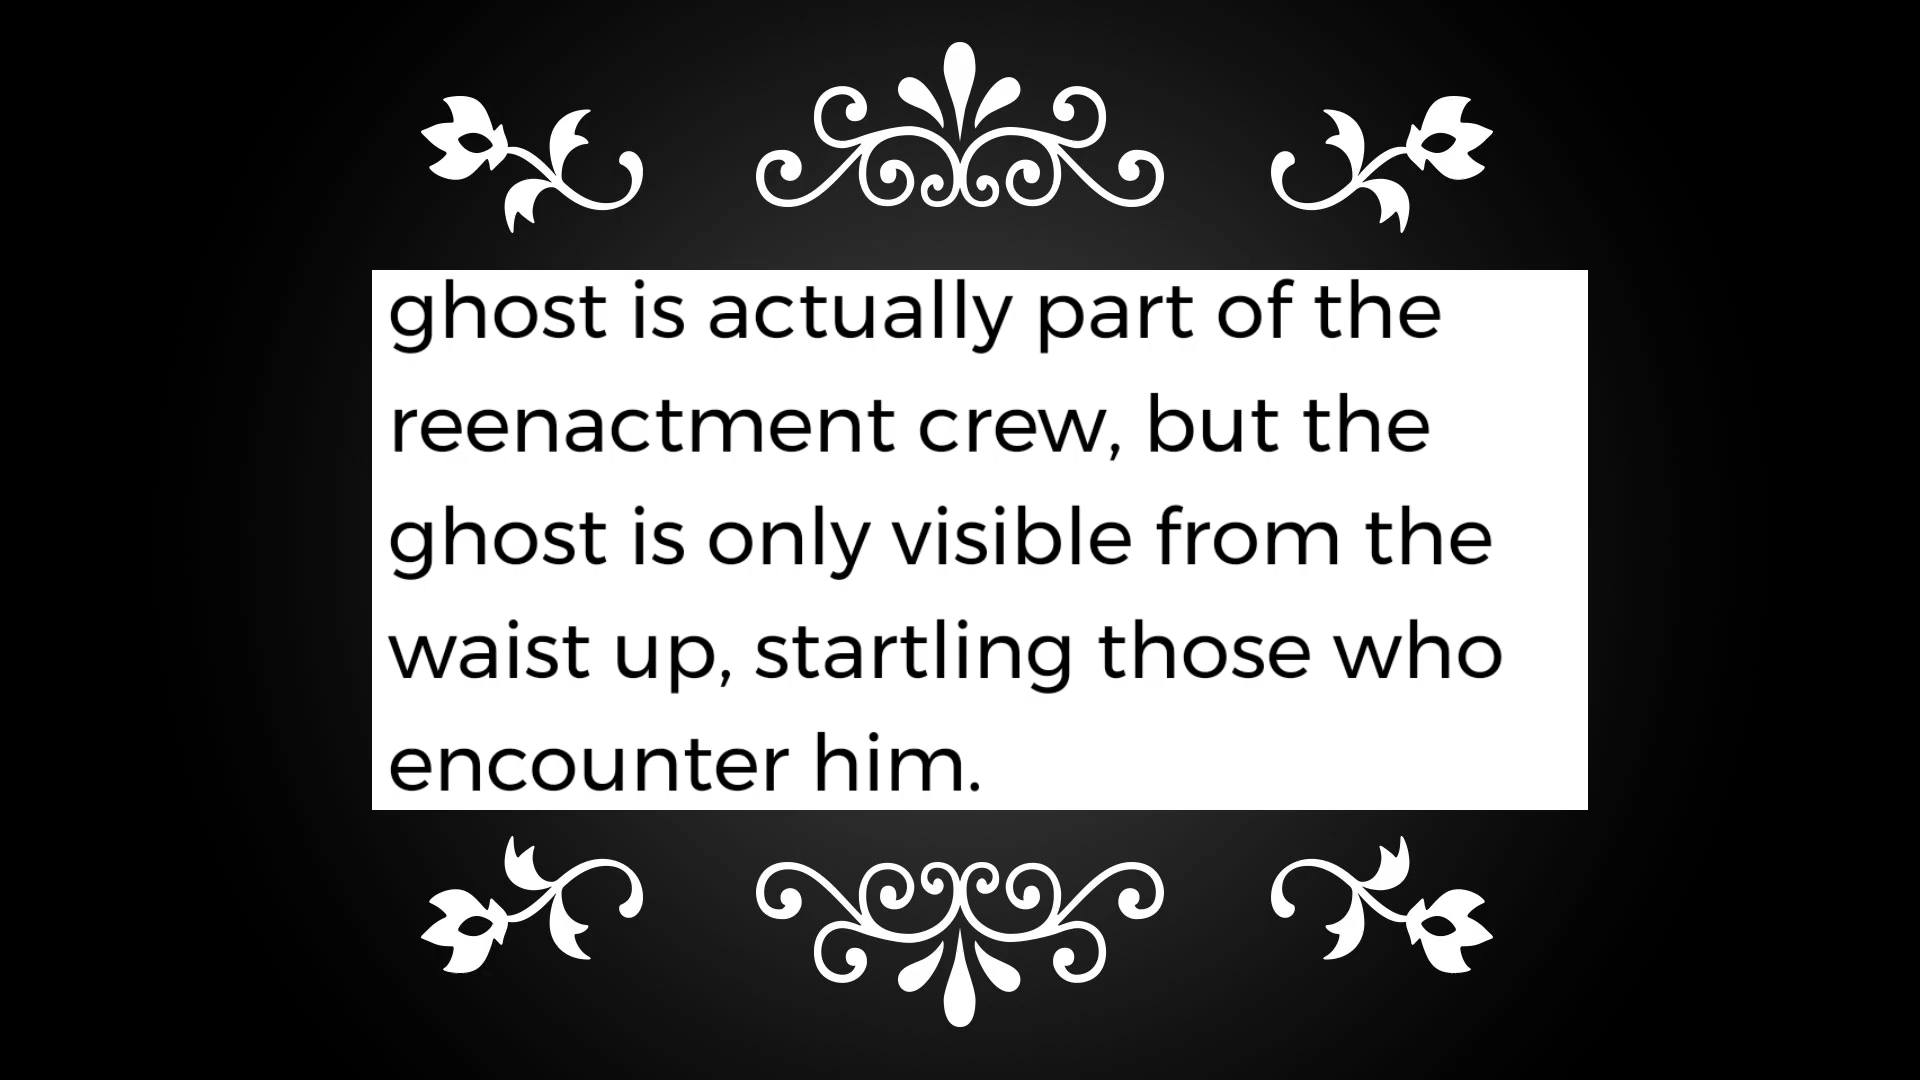 ghost is actually part of the
reenactment crew, but the
ghost is only visible from the
waist up, startling those who
encounter him.